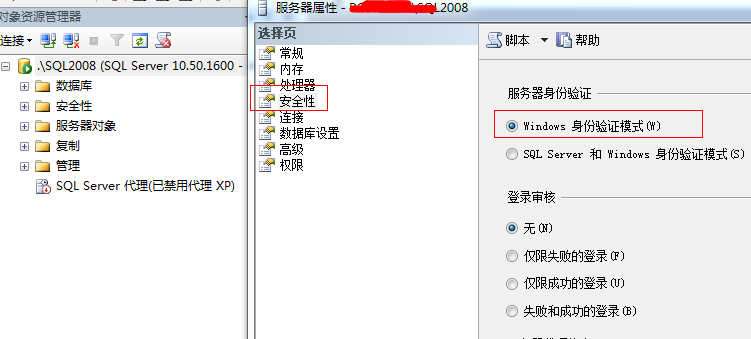 对象资源管理器
连接
.\SQL2008 (SQL Server 10.50.1600 -
数据库
安全性
服务器对象
复制
管理
SQL Server 代理(已禁用代理 XP)
服务器属性 -
\SQL2008
选择页
常规
内存
处理器
安全性
连接
数据库设置
高级
权限
脚本
帮助
服务器身份验证
Windows 身份验证模式(W)
SQL Server 和 Windows 身份验证模式(S)
登录审核
无(N)
仅限失败的登录(F)
仅限成功的登录(U)
失败和成功的登录(B)